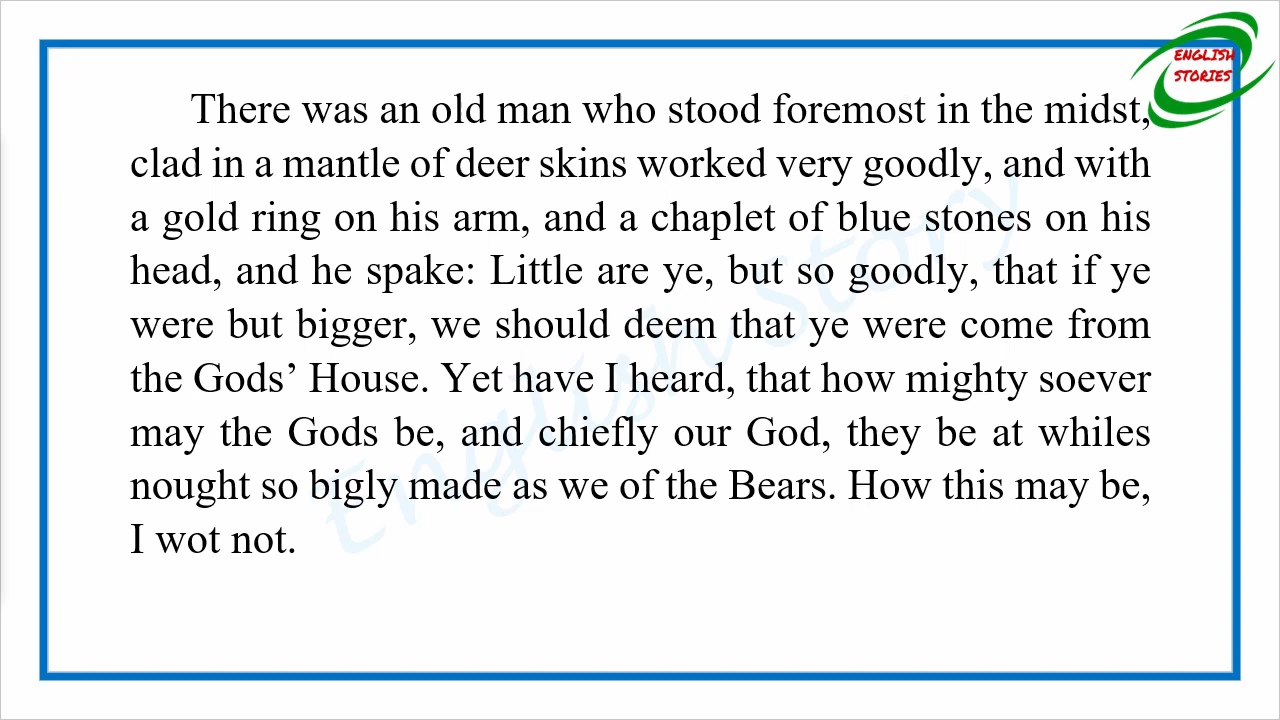 ENGLISH
STORIES
There was an old man who stood foremost in the midst,
clad in a mantle of deer skins worked very goodly, and with
a gold ring on his arm, and a chaplet of blue stones on his
head, and he spake: Little are ye, but so goodly, that if ye
were but bigger, we should deem that ye were come from
the Gods’ House. Yet have I heard, that how mighty soever
may the Gods be, and chiefly our God, they be at whiles
nought so bigly made as we of the Bears. How this may be,
I wot not.
English Story